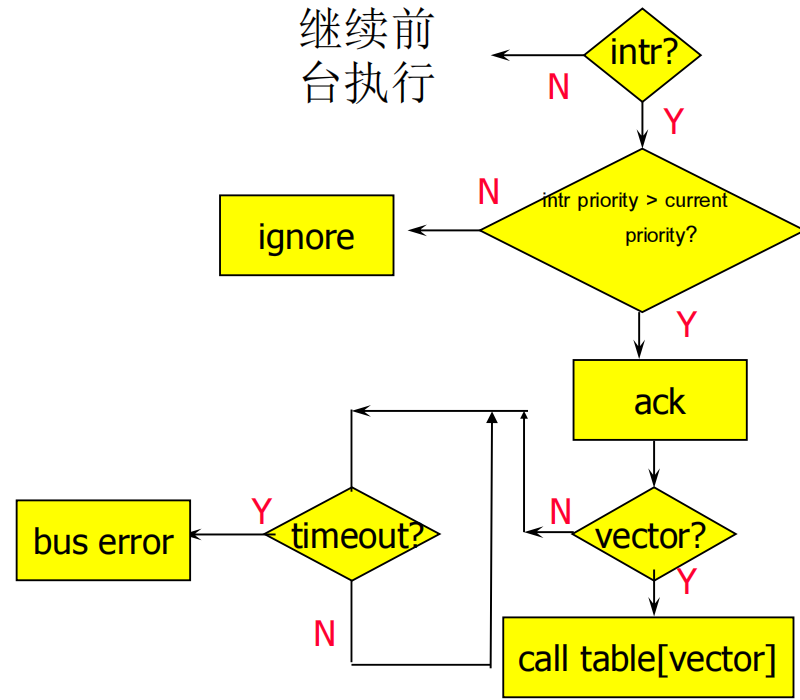 继续前
台执行
intr?
N
Y
N
intr priority > current
priority?
ignore
Y
ack
Y
N
bus error
timeout?
vector?
Y
N
call table[vector]